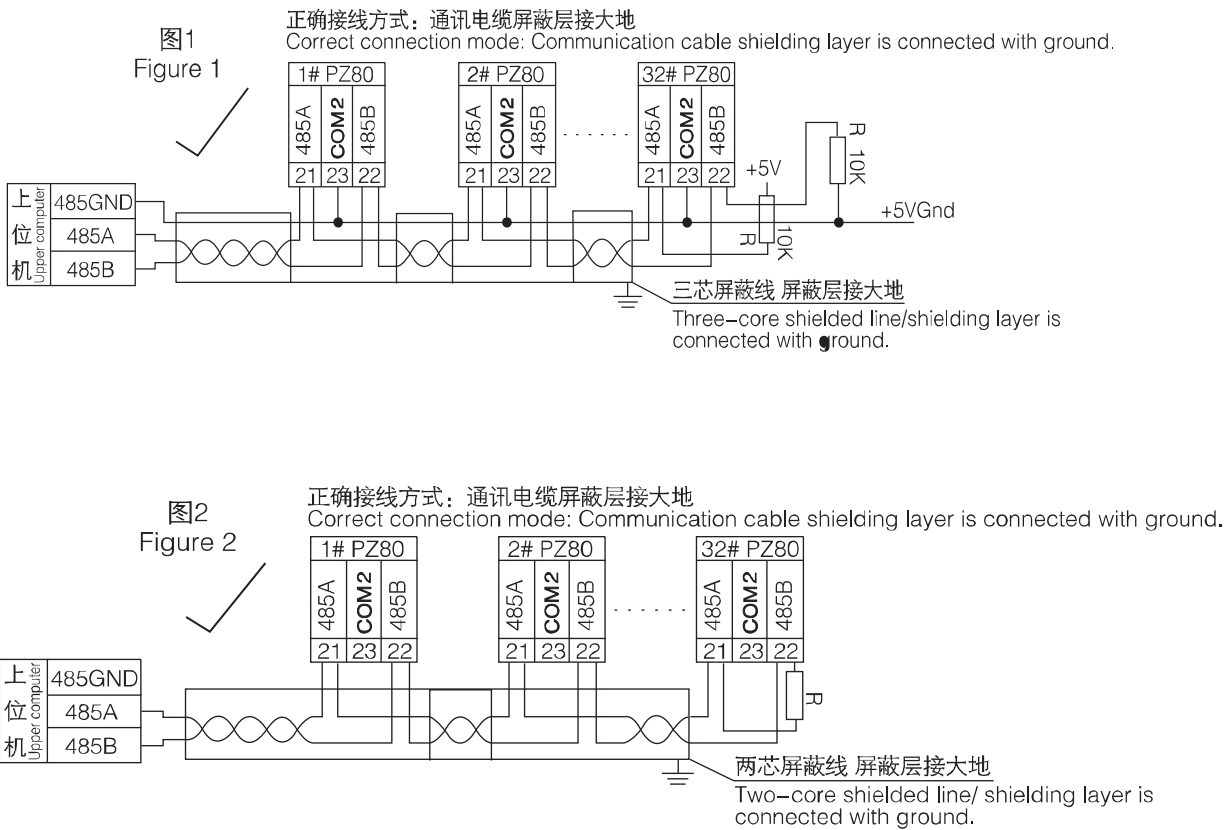 正确接线方式：通讯电缆屏蔽层接大地
图1
Correct connection mode: Communication cable shielding layer is connected with ground.
Figure 1
1# PZ80
2# PZ80
32# PZ80
485A
COM2
485B
485A
COM2
485B
485A
COM2
485B
R 10K
21 23 22
21 23 22
21 23 22
+5V
上位机
Upper computer
485GND
+5VGnd
485A
R 10K
485B
三芯屏蔽线 屏蔽层接大地
Three-core shielded line/shielding layer is
connected with ground.
正确接线方式：通讯电缆屏蔽层接大地
图2
Correct connection mode: Communication cable shielding layer is connected with ground.
Figure 2
1# PZ80
2# PZ80
32# PZ80
485A
COM2
485B
485A
COM2
485B
485A
COM2
485B
21 23 22
21 23 22
21 23 22
上位机
Upper computer
485GND
R
485A
485B
两芯屏蔽线 屏蔽层接大地
Two-core shielded line/ shielding layer is
connected with ground.